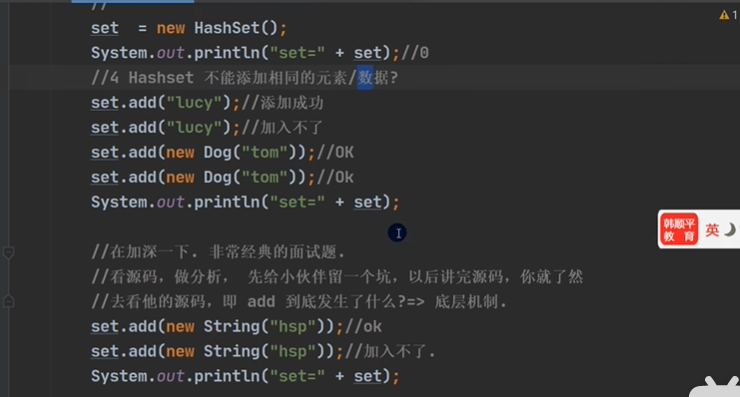 //
set  = new HashSet();
System.out.println("set=" + set);//0
//4 Hashset 不能添加相同的元素/数据?
set.add("lucy");//添加成功
set.add("lucy");//加入不了
set.add(new Dog("tom"));//OK
set.add(new Dog("tom"));//Ok
System.out.println("set=" + set);
//在加深一下. 非常经典的面试题.
//看源码，做分析， 先给小伙伴留一个坑，以后讲完源码，你就了然
//去看他的源码，即 add 到底发生了什么?=> 底层机制.
set.add(new String("hsp"));//ok
set.add(new String("hsp"));//加入不了.
System.out.println("set=" + set);
1
韩顺平
教 育
英